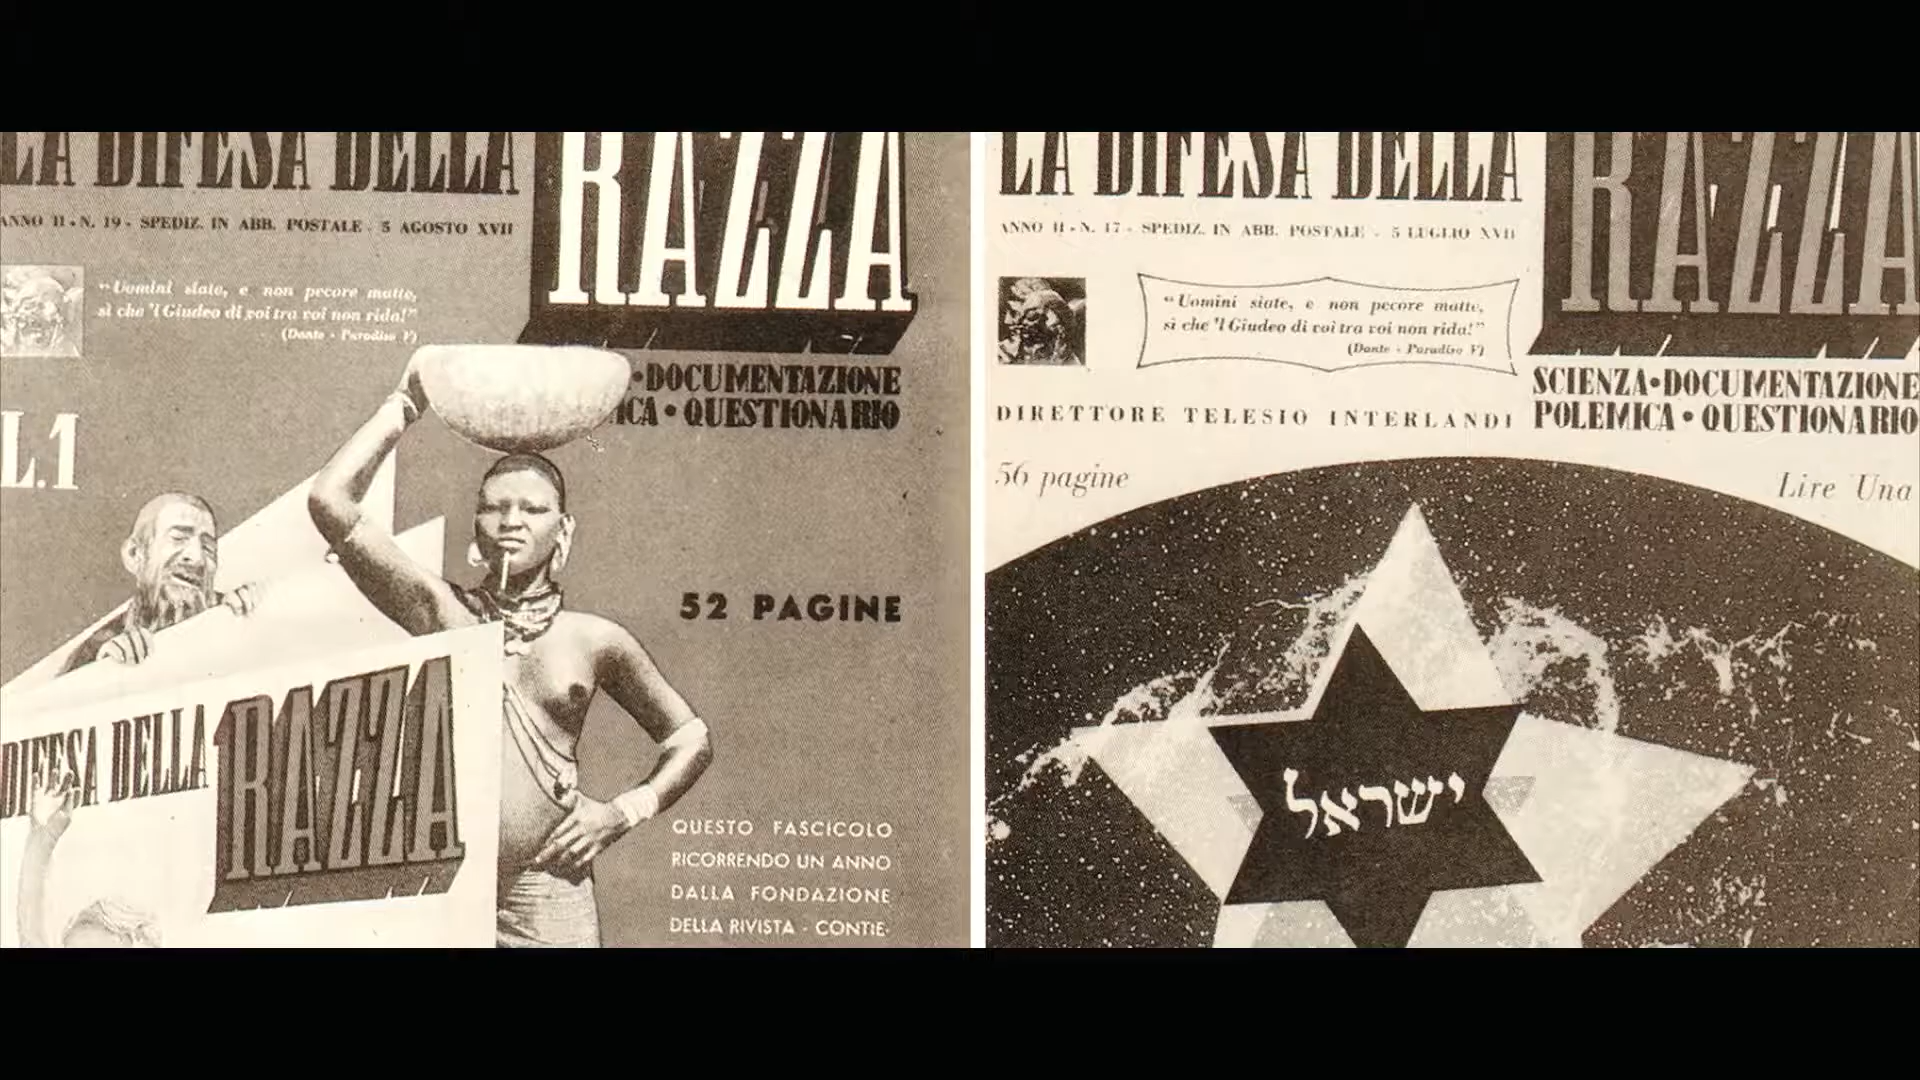 LA DIFESA DELLA
RAZZA
ANNO II - N. 19 - SPEDIZ. IN ABB. POSTALE - 5 AGOSTO XVII
“Uomini siate, e non pecore matte,
sì che 'l Giudeo di voi tra voi non rida!”
(Dante - Paradiso V)
•DOCUMENTAZIONE
ICA • QUESTIONARIO
L.1
52 PAGINE
DIFESA DELLA
RAZZA
QUESTO FASCICOLO
RICORRENDO UN ANNO
DALLA FONDAZIONE
DELLA RIVISTA - CONTIE-
LA DIFESA DELLA
RAZZA
ANNO II - N. 17 - SPEDIZ. IN ABB. POSTALE - 5 LUGLIO XVII
“Uomini siate, e non pecore matte,
sì che 'l Giudeo di voi tra voi non rida!”
(Dante - Paradiso V)
SCIENZA•DOCUMENTAZIONE
POLEMICA • QUESTIONARIO
DIRETTORE TELESIO INTERLANDI
56 pagine
Lire Una
ישראל